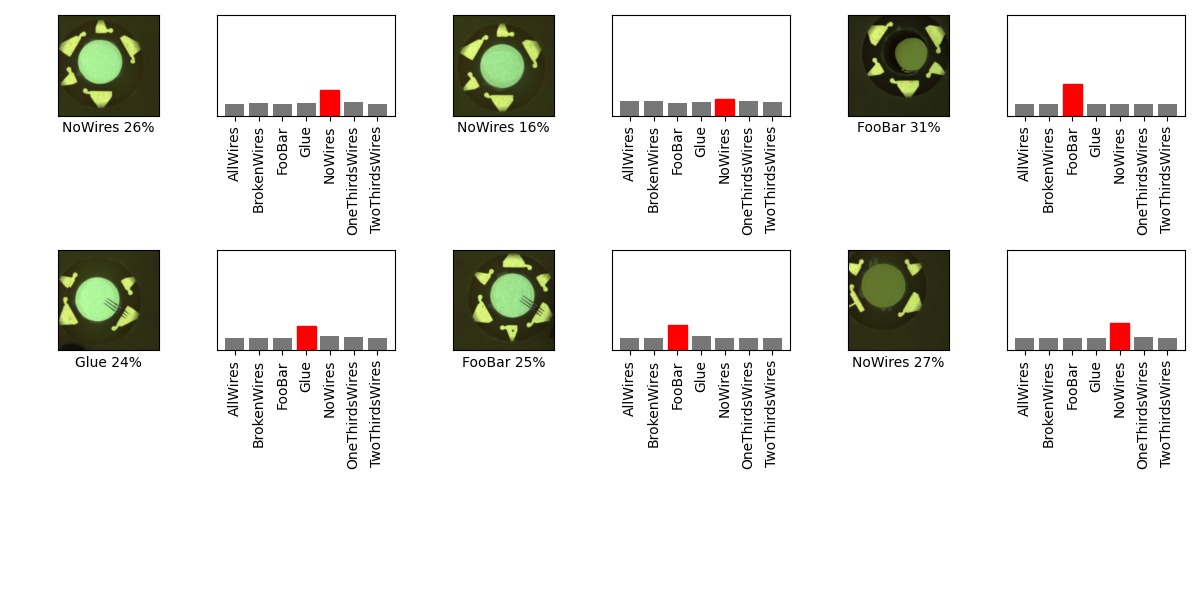 NoWires 26%
AllWires
BrokenWires
FooBar
Glue
NoWires
OneThirdsWires
TwoThirdsWires
NoWires 16%
AllWires
BrokenWires
FooBar
Glue
NoWires
OneThirdsWires
TwoThirdsWires
FooBar 31%
AllWires
BrokenWires
FooBar
Glue
NoWires
OneThirdsWires
TwoThirdsWires
Glue 24%
AllWires
BrokenWires
FooBar
Glue
NoWires
OneThirdsWires
TwoThirdsWires
FooBar 25%
AllWires
BrokenWires
FooBar
Glue
NoWires
OneThirdsWires
TwoThirdsWires
NoWires 27%
AllWires
BrokenWires
FooBar
Glue
NoWires
OneThirdsWires
TwoThirdsWires